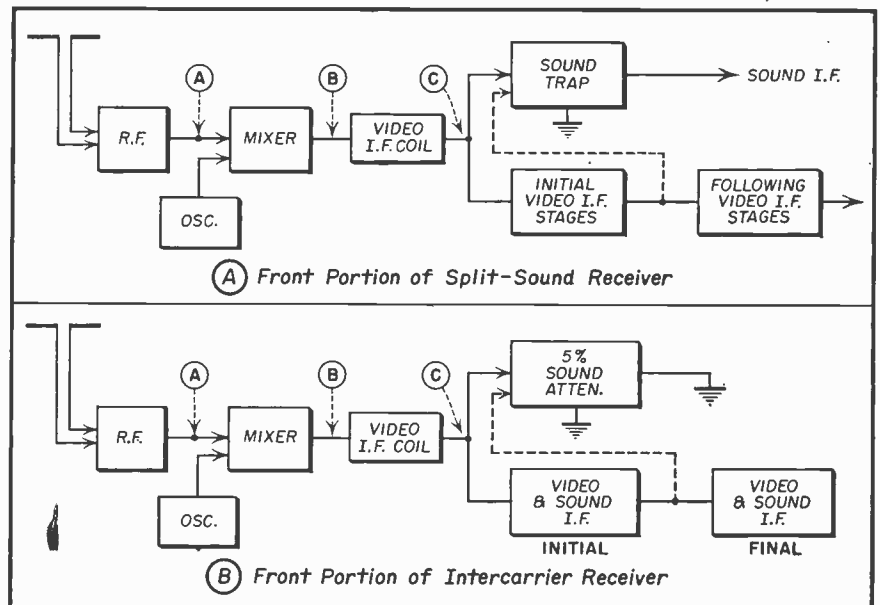 A
B
C
R.F.
MIXER
VIDEO
I.F. COIL
SOUND
TRAP
SOUND I.F.
OSC.
INITIAL
VIDEO I.F.
STAGES
FOLLOWING
VIDEO I.F.
STAGES
A Front Portion of Split-Sound Receiver
A
B
C
R.F.
MIXER
VIDEO
I.F. COIL
5%
SOUND
ATTEN.
OSC.
VIDEO
& SOUND
I.F.
INITIAL
VIDEO
& SOUND
I.F.
FINAL
B Front Portion of Intercarrier Receiver